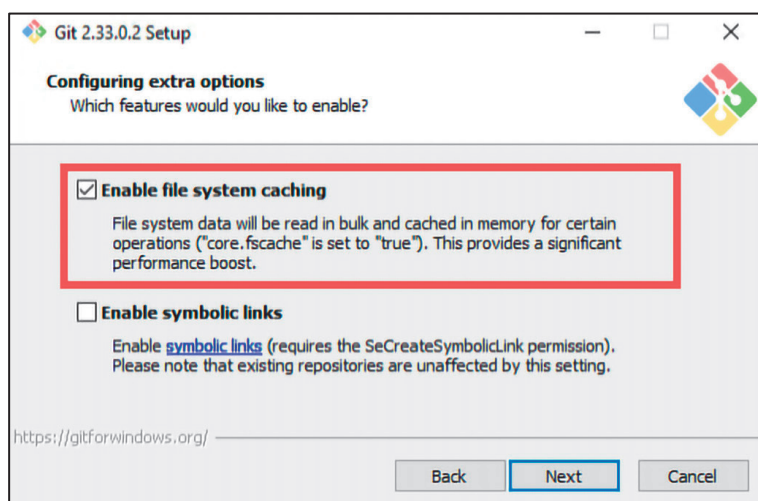 Git 2.33.0.2 Setup
Configuring extra options
Which features would you like to enable?
Enable file system caching
File system data will be read in bulk and cached in memory for certain
operations ("core.fscache" is set to "true"). This provides a significant
performance boost.
Enable symbolic links
Enable symbolic links (requires the SeCreateSymbolicLink permission).
Please note that existing repositories are unaffected by this setting.
https://gitforwindows.org/
Back Next Cancel